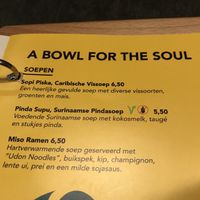 A BOWL FOR THE SOUL
SOEPEN
Sopi Piska, Caribische Vissoep 6,50
Een heerlijke gevulde soep met diverse vissoorten,
groenten en mais.
Pinda Supu, Surinaamse Pindasoep 5,50
Voedende Surinaamse soep met kokosmelk, taugé
en stukjes pinda.
Miso Ramen 6,50
Hartverwarmende soep geserveerd met
"Udon Noodles", buikspek, kip, champignon,
lente ui, prei en een milde sojasaus.